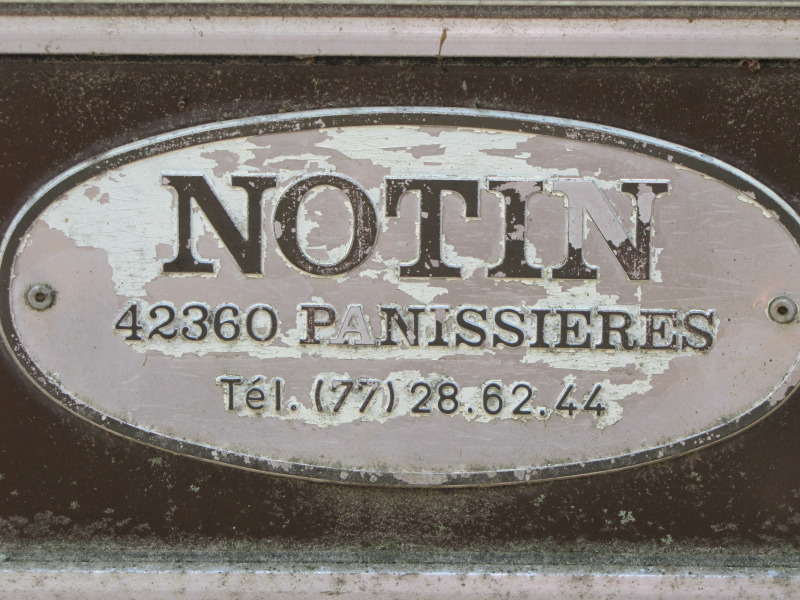 NOTIN
42360 PANISSIERES
Tél. (77) 28.62.44